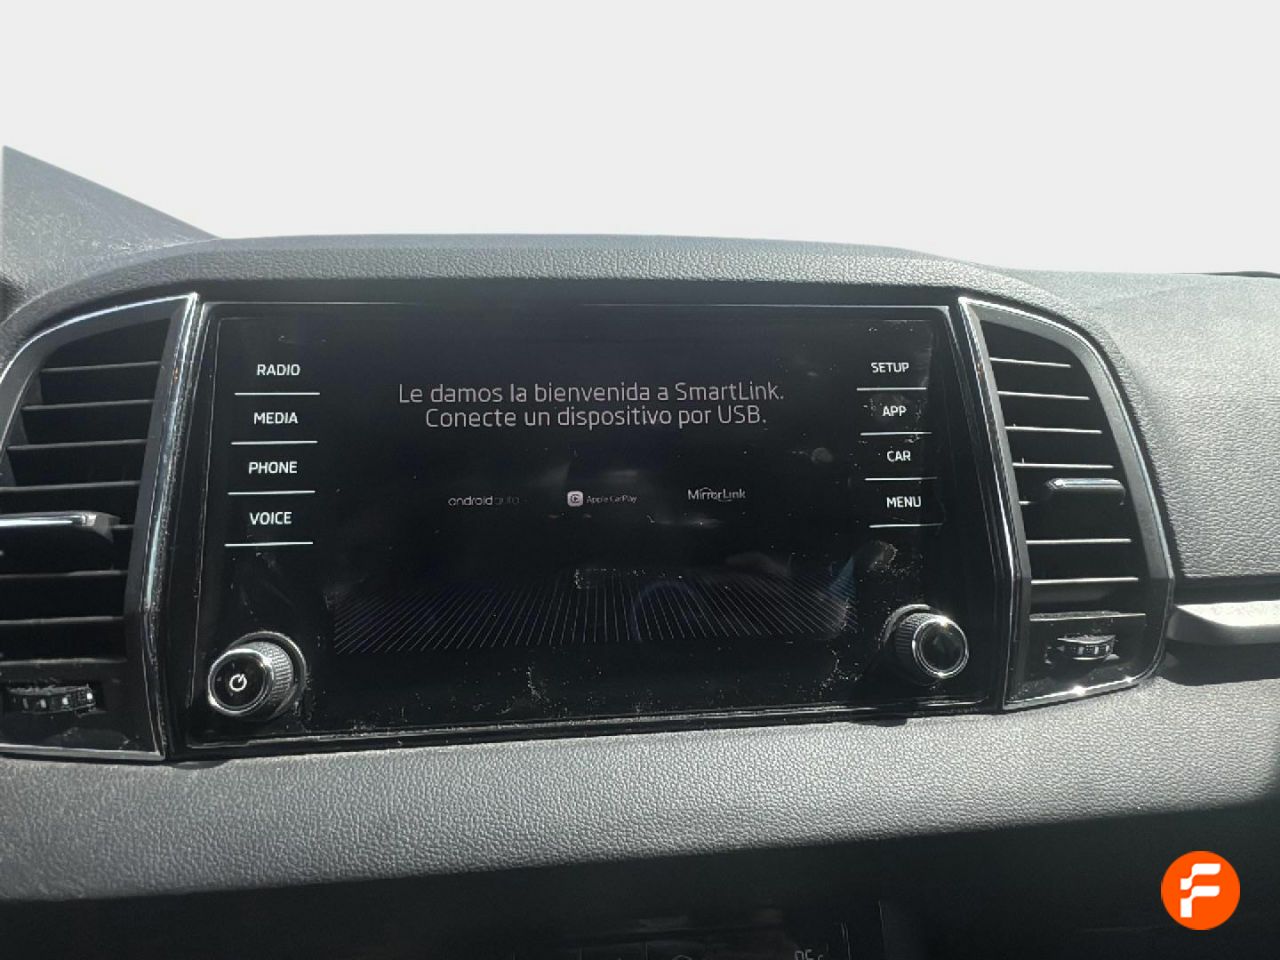 RADIO
MEDIA
PHONE
VOICE
Le damos la bienvenida a SmartLink.
Conecte un dispositivo por USB.
androidauto
Apple CarPlay
MirrorLink
SETUP
APP
CAR
MENU
F